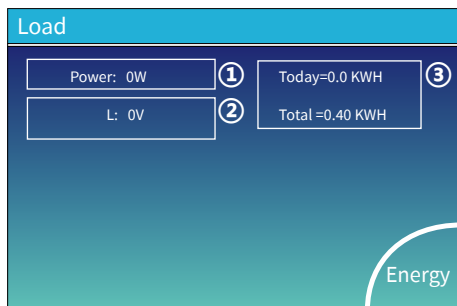 Load
Power: 0W
①
L: 0V
②
Today=0.0 KWH
③
Total =0.40 KWH
Energy